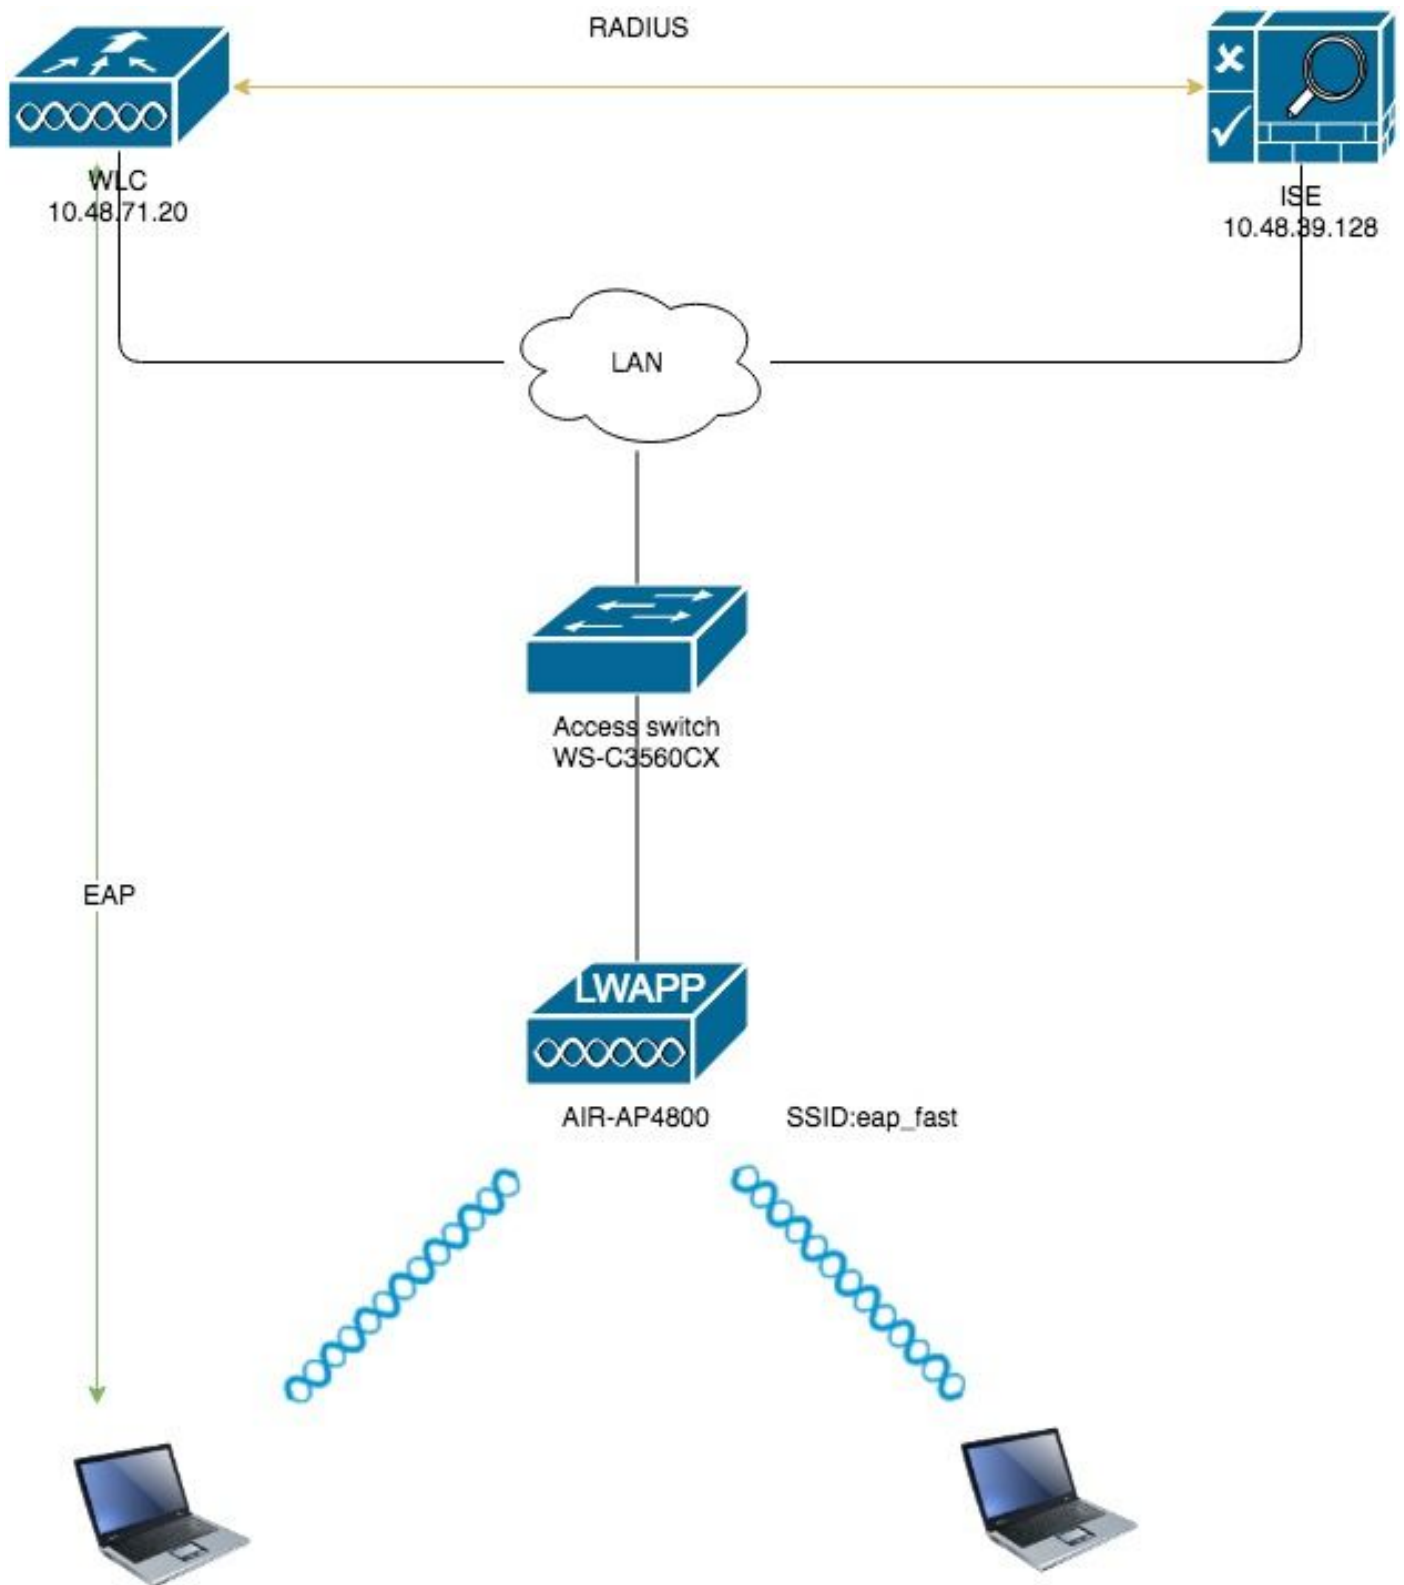 RADIUS
WLC
10.48.71.20
ISE
10.48.39.128
LAN
Access switch
WS-C3560CX
EAP
LWAPP
AIR-AP4800
SSID:eap_fast